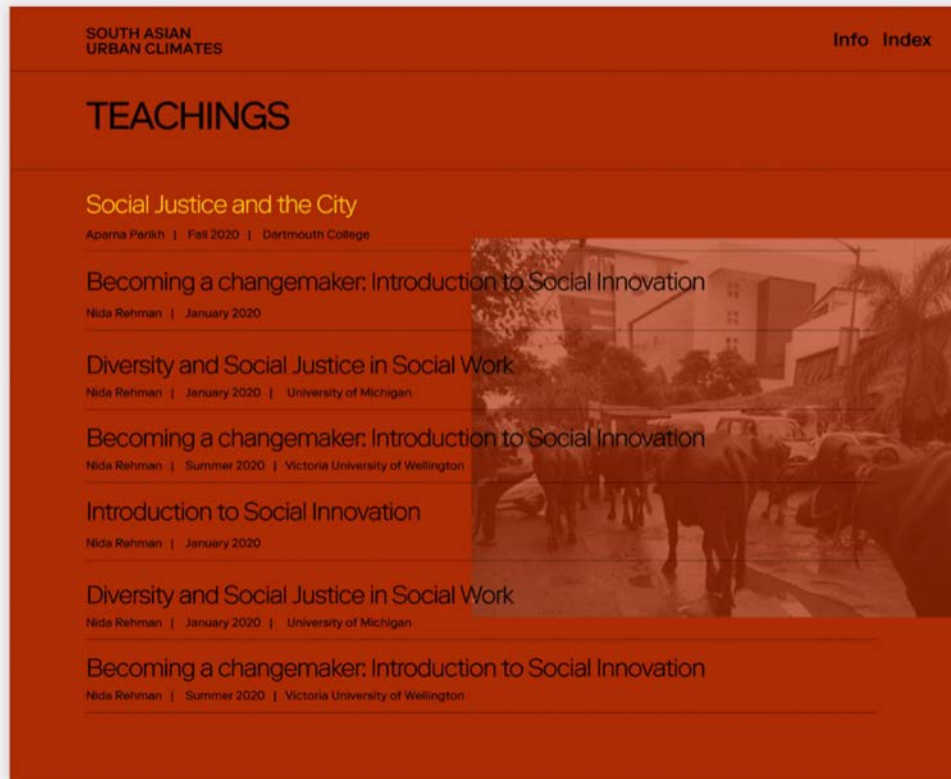 SOUTH ASIAN
URBAN CLIMATES
Info Index
TEACHINGS
Social Justice and the City
Aparna Parikh | Fall 2020 | Dartmouth College
Becoming a changemaker: Introduction to Social Innovation
Nida Rehman | January 2020
Diversity and Social Justice in Social Work
Nida Rehman | January 2020 | University of Michigan
Becoming a changemaker: Introduction to Social Innovation
Nida Rehman | Summer 2020 | Victoria University of Wellington
Introduction to Social Innovation
Nida Rehman | January 2020
Diversity and Social Justice in Social Work
Nida Rehman | January 2020 | University of Michigan
Becoming a changemaker: Introduction to Social Innovation
Nida Rehman | Summer 2020 | Victoria University of Wellington